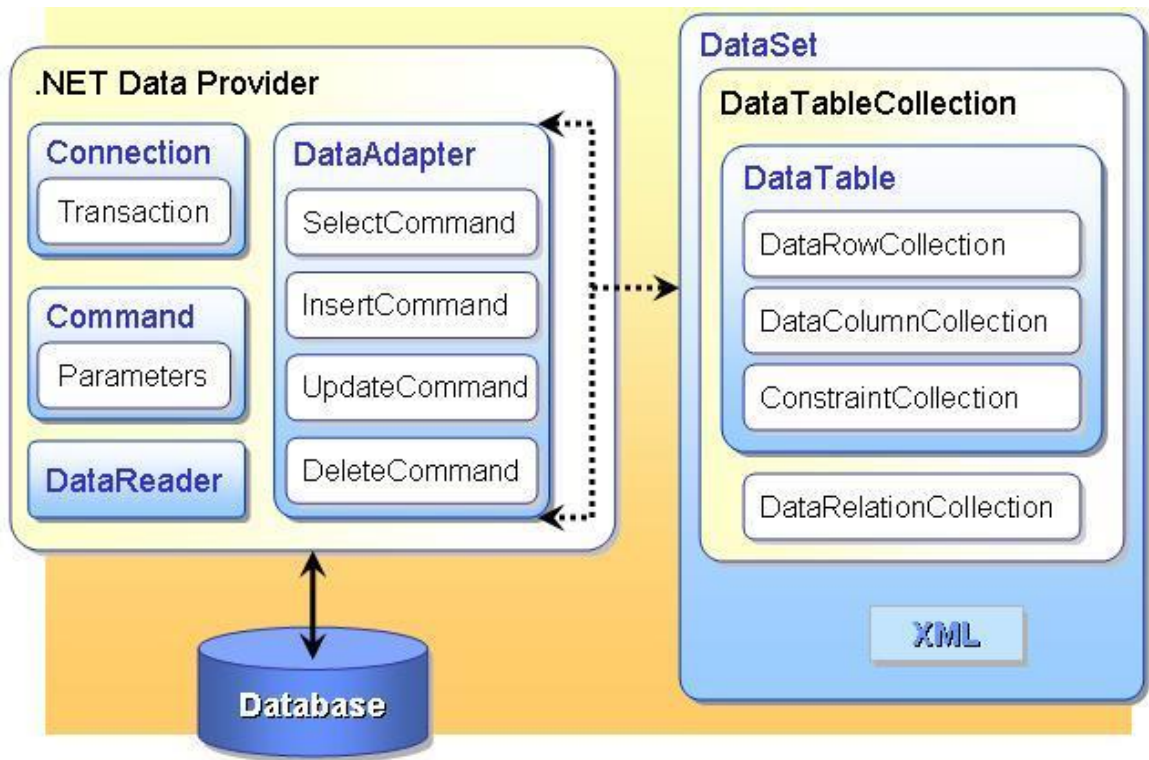 .NET Data Provider
Connection
Transaction
Command
Parameters
DataReader
DataAdapter
SelectCommand
InsertCommand
UpdateCommand
DeleteCommand
Database
DataSet
DataTableCollection
DataTable
DataRowCollection
DataColumnCollection
ConstraintCollection
DataRelationCollection
XML